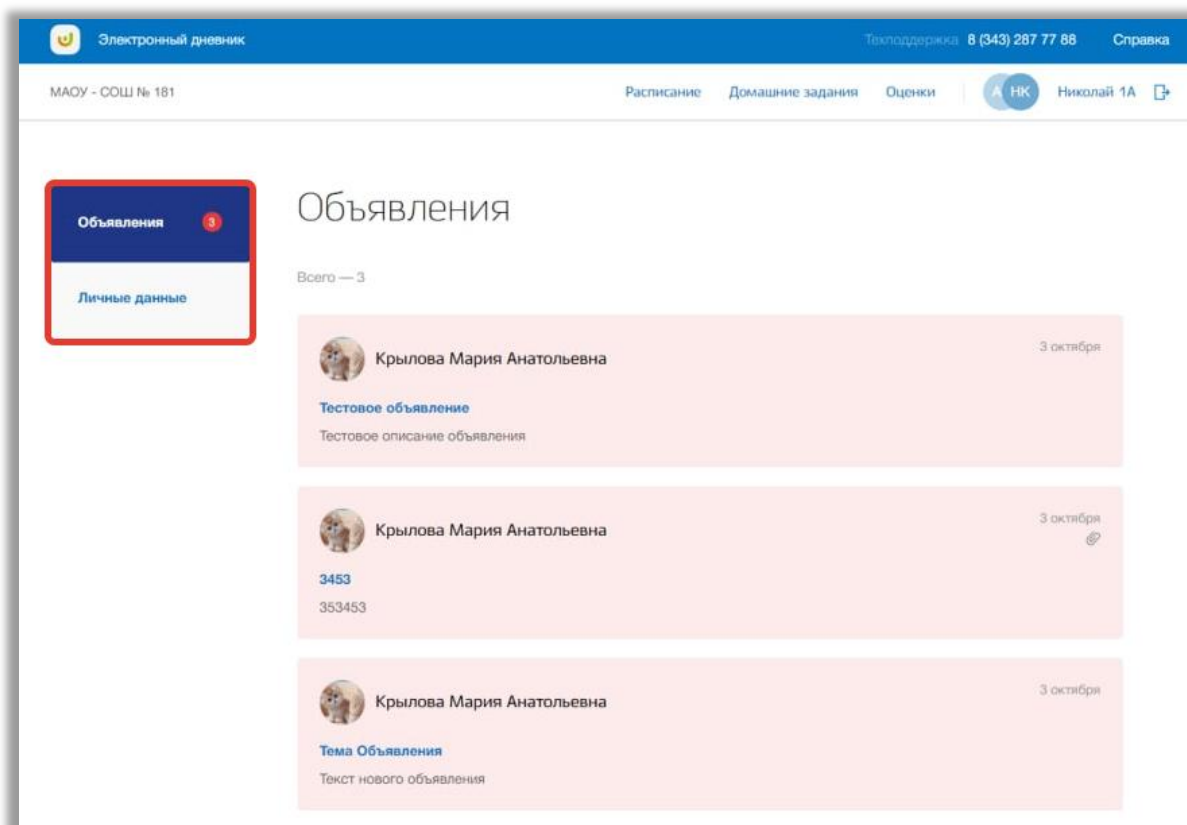 Электронный дневник
Техподдержка 8 (343) 287 77 88 Справка
МАОУ - СОШ № 181
Расписание Домашние задания Оценки А НК Николай 1А
Объявления 3
Личные данные
Объявления
Всего — 3
Крылова Мария Анатольевна
3 октября
Тестовое объявление
Тестовое описание объявления
Крылова Мария Анатольевна
3 октября
3453
353453
Крылова Мария Анатольевна
3 октября
Тема Объявления
Текст нового объявления